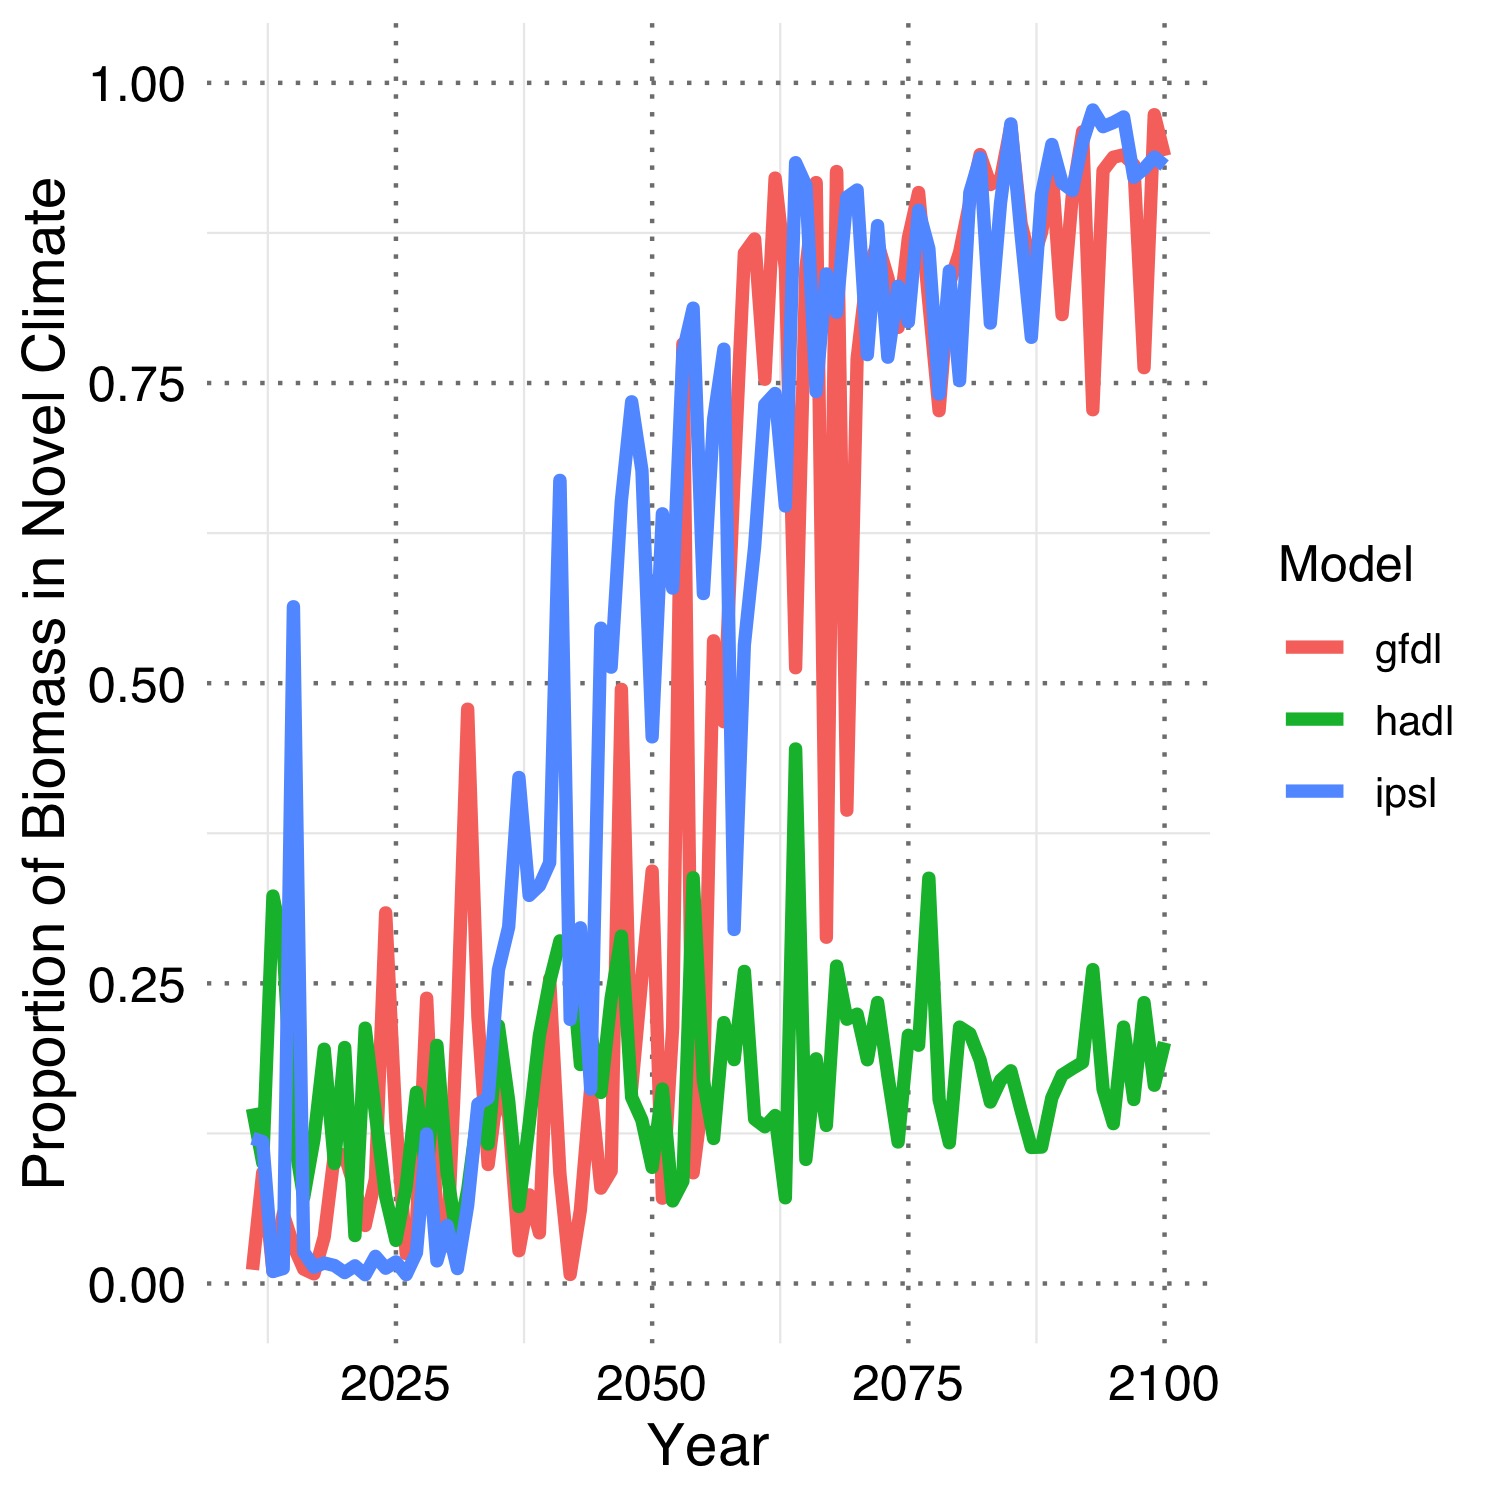 Proportion of Biomass in Novel Climate
1.00
0.75
0.50
0.25
0.00
2025 2050 2075 2100
Year
Model
gfdl
hadl
ipsl